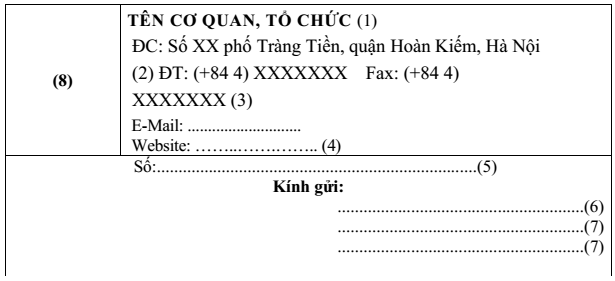 TÊN CƠ QUAN, TỔ CHỨC (1)
ĐC: Số XX phố Tràng Tiền, quận Hoàn Kiếm, Hà Nội
(8)
(2) ĐT: (+84 4) XXXXXXX Fax: (+84 4)
XXXXXXX (3)
E-Mail: ............................
Website: ……..…….…….. (4)
Số:..............................................................................(5)
Kính gửi:
............................................................(6)
............................................................(7)
............................................................(7)